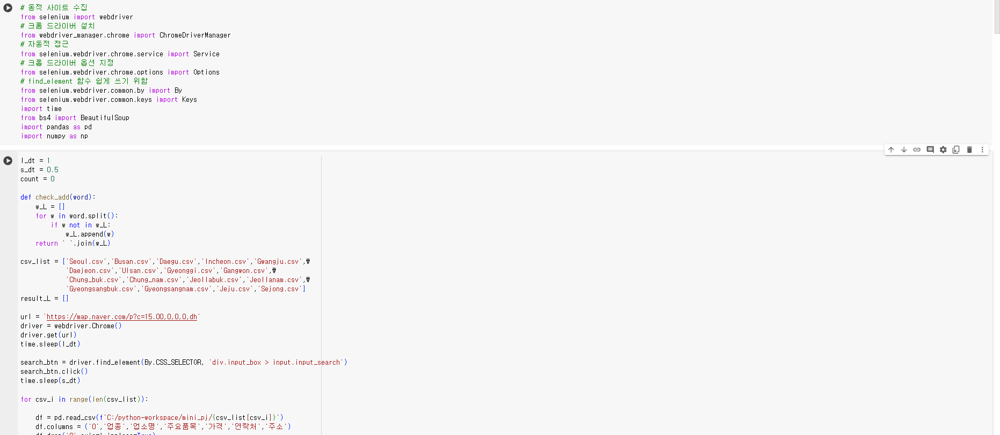 # 동적 사이트 수집
from selenium import webdriver
# 크롬 드라이버 설치
from webdriver_manager.chrome import ChromeDriverManager
# 자동적 접근
from selenium.webdriver.chrome.service import Service
# 크롭 드라이버 옵션 지정
from selenium.webdriver.chrome.options import Options
# find_element 함수 쉽게 쓰기 위함
from selenium.webdriver.common.by import By
from selenium.webdriver.common.keys import Keys
import time
from bs4 import BeautifulSoup
import pandas as pd
import numpy as np
l_dt = 1
s_dt = 0.5
count = 0
def check_add(word):
    w_L = []
    for w in word.split():
        if w not in w_L:
            w_L.append(w)
    return ' '.join(w_L)
csv_list = ['Seoul.csv','Busan.csv','Daegu.csv','Incheon.csv','Gwangju.csv',₩
            'Daejeon.csv','Ulsan.csv','Gyeonggi.csv','Gangwon.csv',₩
            'Chung_buk.csv','Chung_nam.csv','Jeollabuk.csv','Jeollanam.csv',₩
            'Gyeongsangbuk.csv','Gyeongsangnam.csv','Jeju.csv','Sejong.csv']
result_L = []
url = 'https://map.naver.com/p?c=15.00,0,0,0,dh'
driver = webdriver.Chrome()
driver.get(url)
time.sleep(l_dt)
search_btn = driver.find_element(By.CSS_SELECTOR, 'div.input_box > input.input_search')
search_btn.click()
time.sleep(s_dt)
for csv_i in range(len(csv_list)):
    df = pd.read_csv(f'C:/python-workspace/mini_pj/{csv_list[csv_i]}')
    df.columns = ('0','업종','업소명','주요품목','가격','연락처','주소')